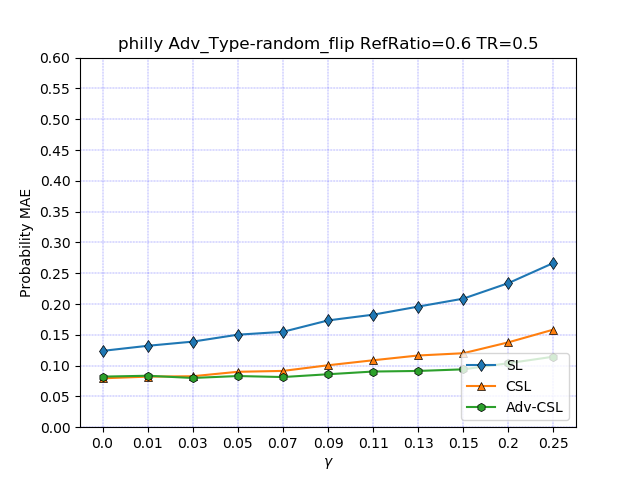 philly Adv_Type-random_flip RefRatio=0.6 TR=0.5
Probability MAE
0.60
0.55
0.50
0.45
0.40
0.35
0.30
0.25
0.20
0.15
0.10
0.05
0.00
SL
CSL
Adv-CSL
0.0 0.01 0.03 0.05 0.07 0.09 0.11 0.13 0.15 0.2 0.25
γ